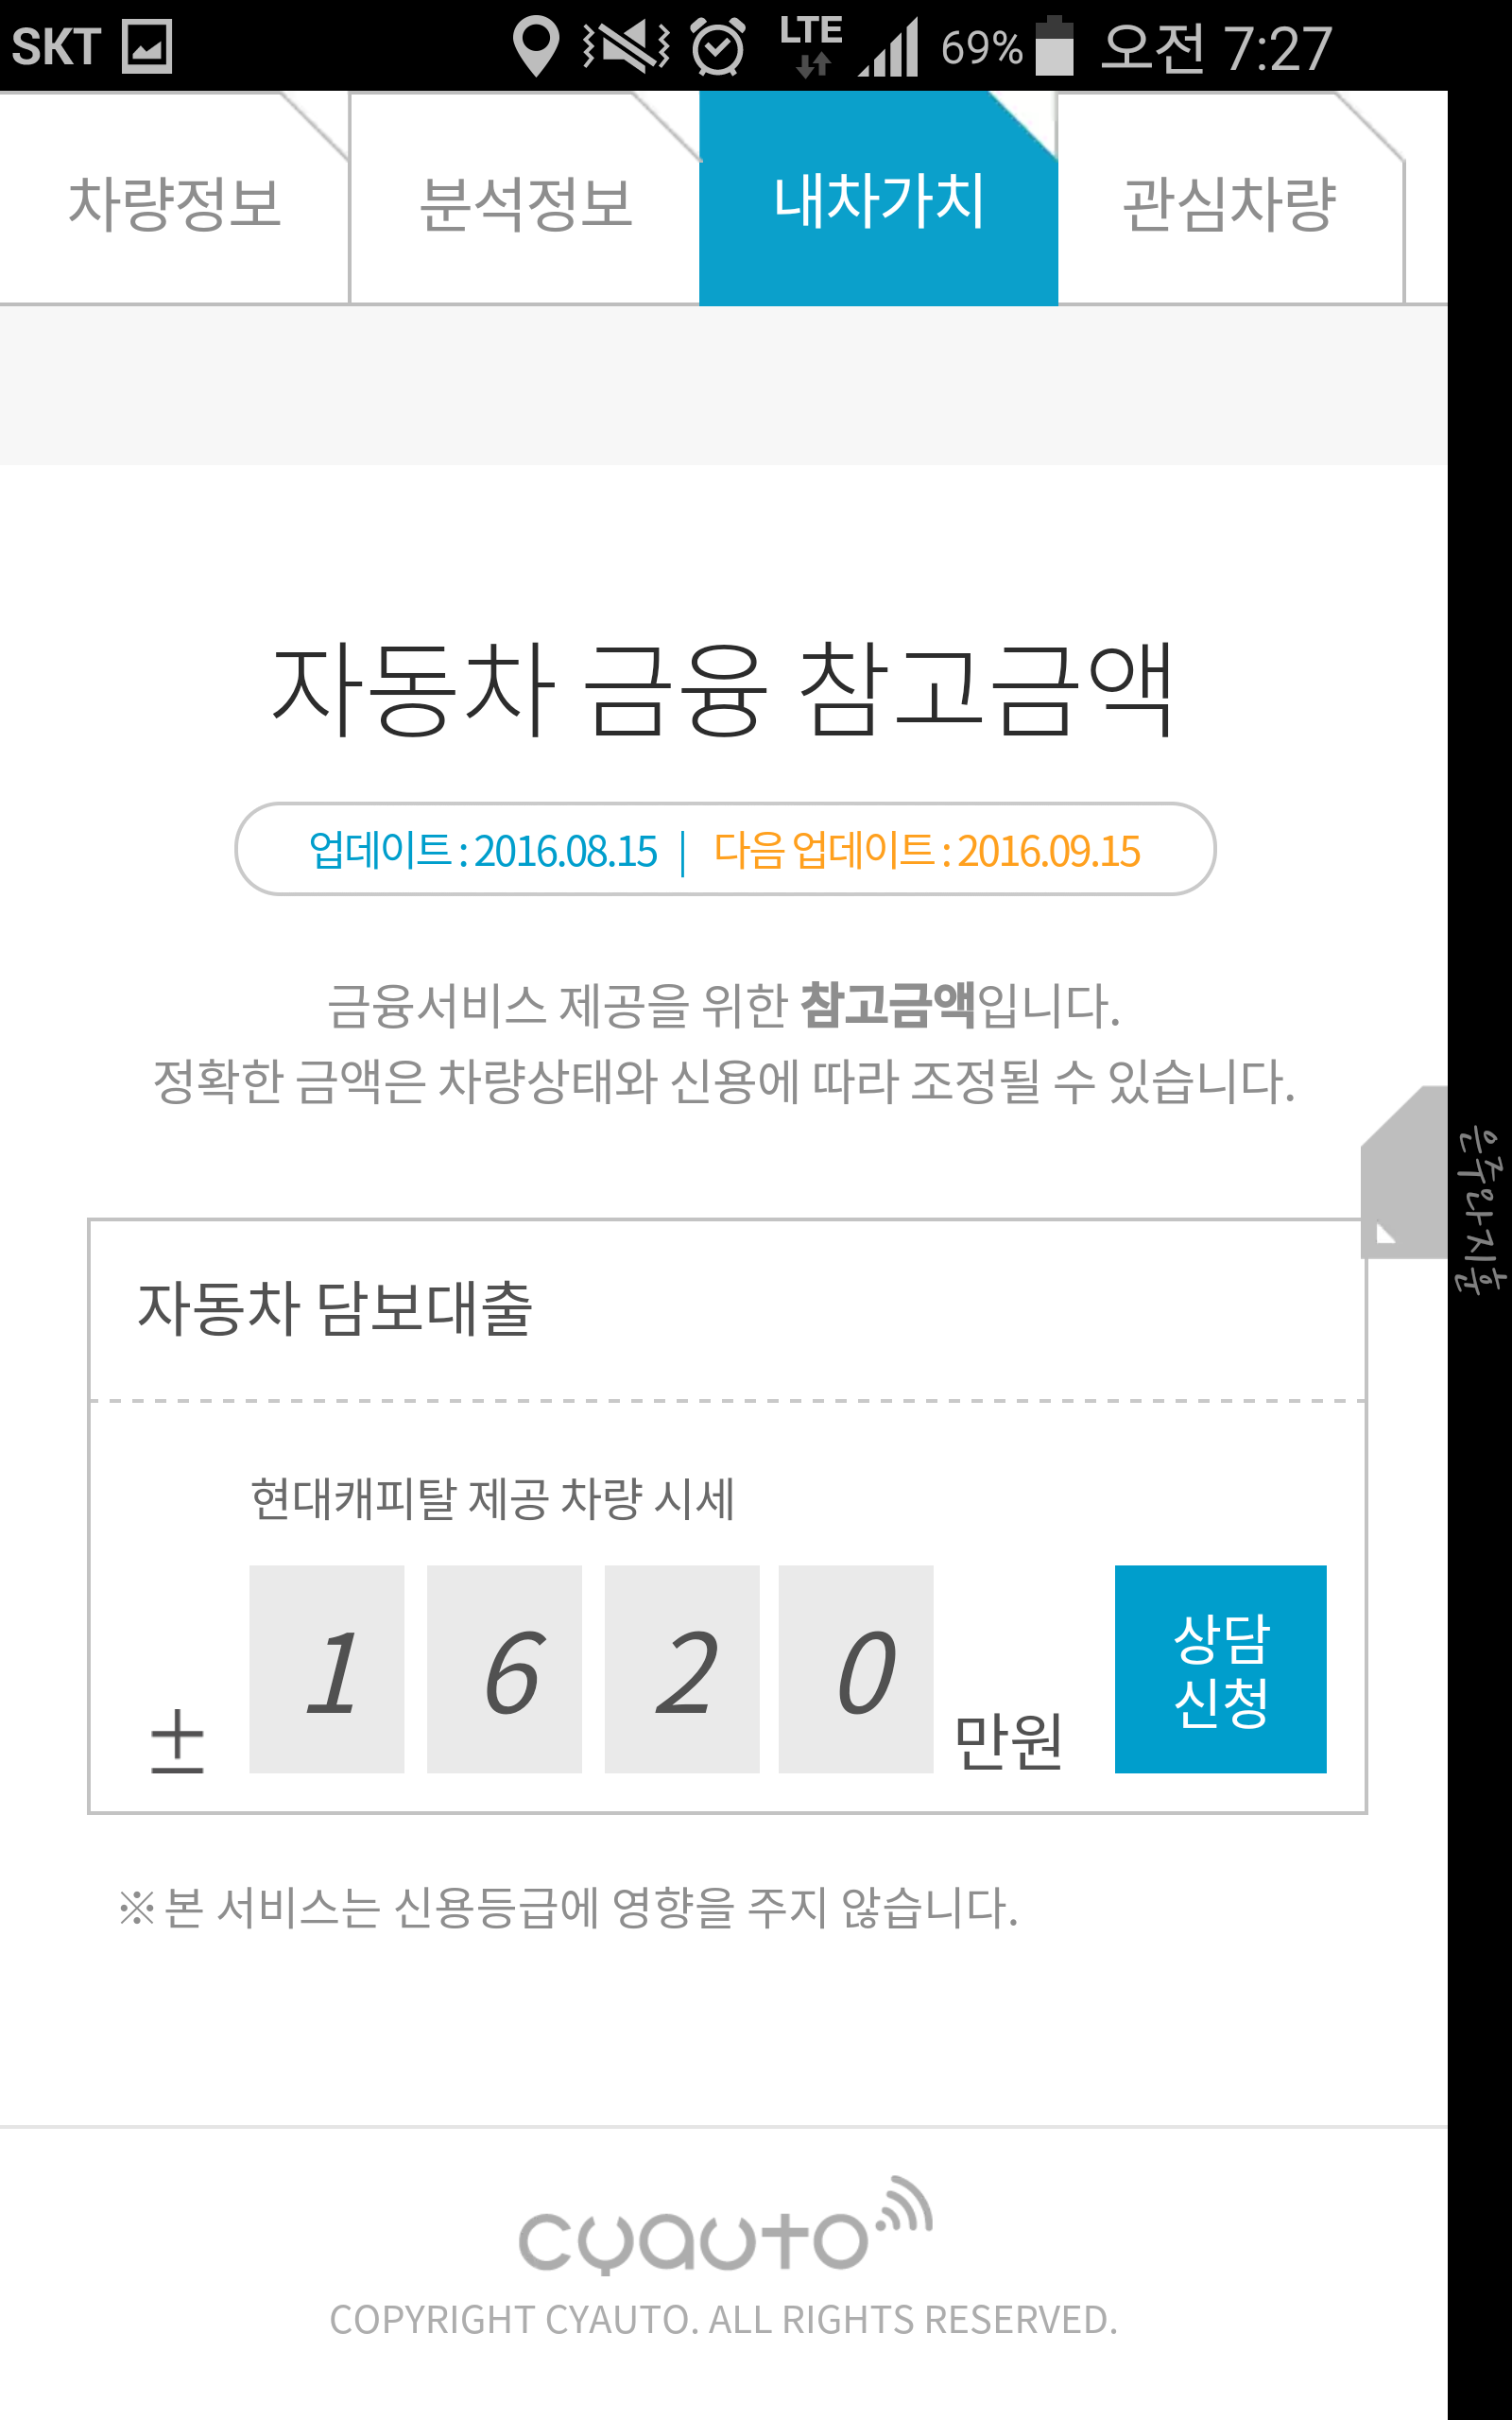 SKT LTE 69% 오전 7:27
차량정보 분석정보 내차가치 관심차량
자동차 금융 참고금액
업데이트 : 2016.08.15 | 다음 업데이트 : 2016.09.15
금융서비스 제공을 위한 참고금액입니다.
정확한 금액은 차량상태와 신용에 따라 조정될 수 있습니다.
자동차 담보대출
현대캐피탈 제공 차량 시세
± 1 6 2 0 만원
상담
신청
※ 본 서비스는 신용등급에 영향을 주지 않습니다.
cyauto
COPYRIGHT CYAUTO. ALL RIGHTS RESERVED.